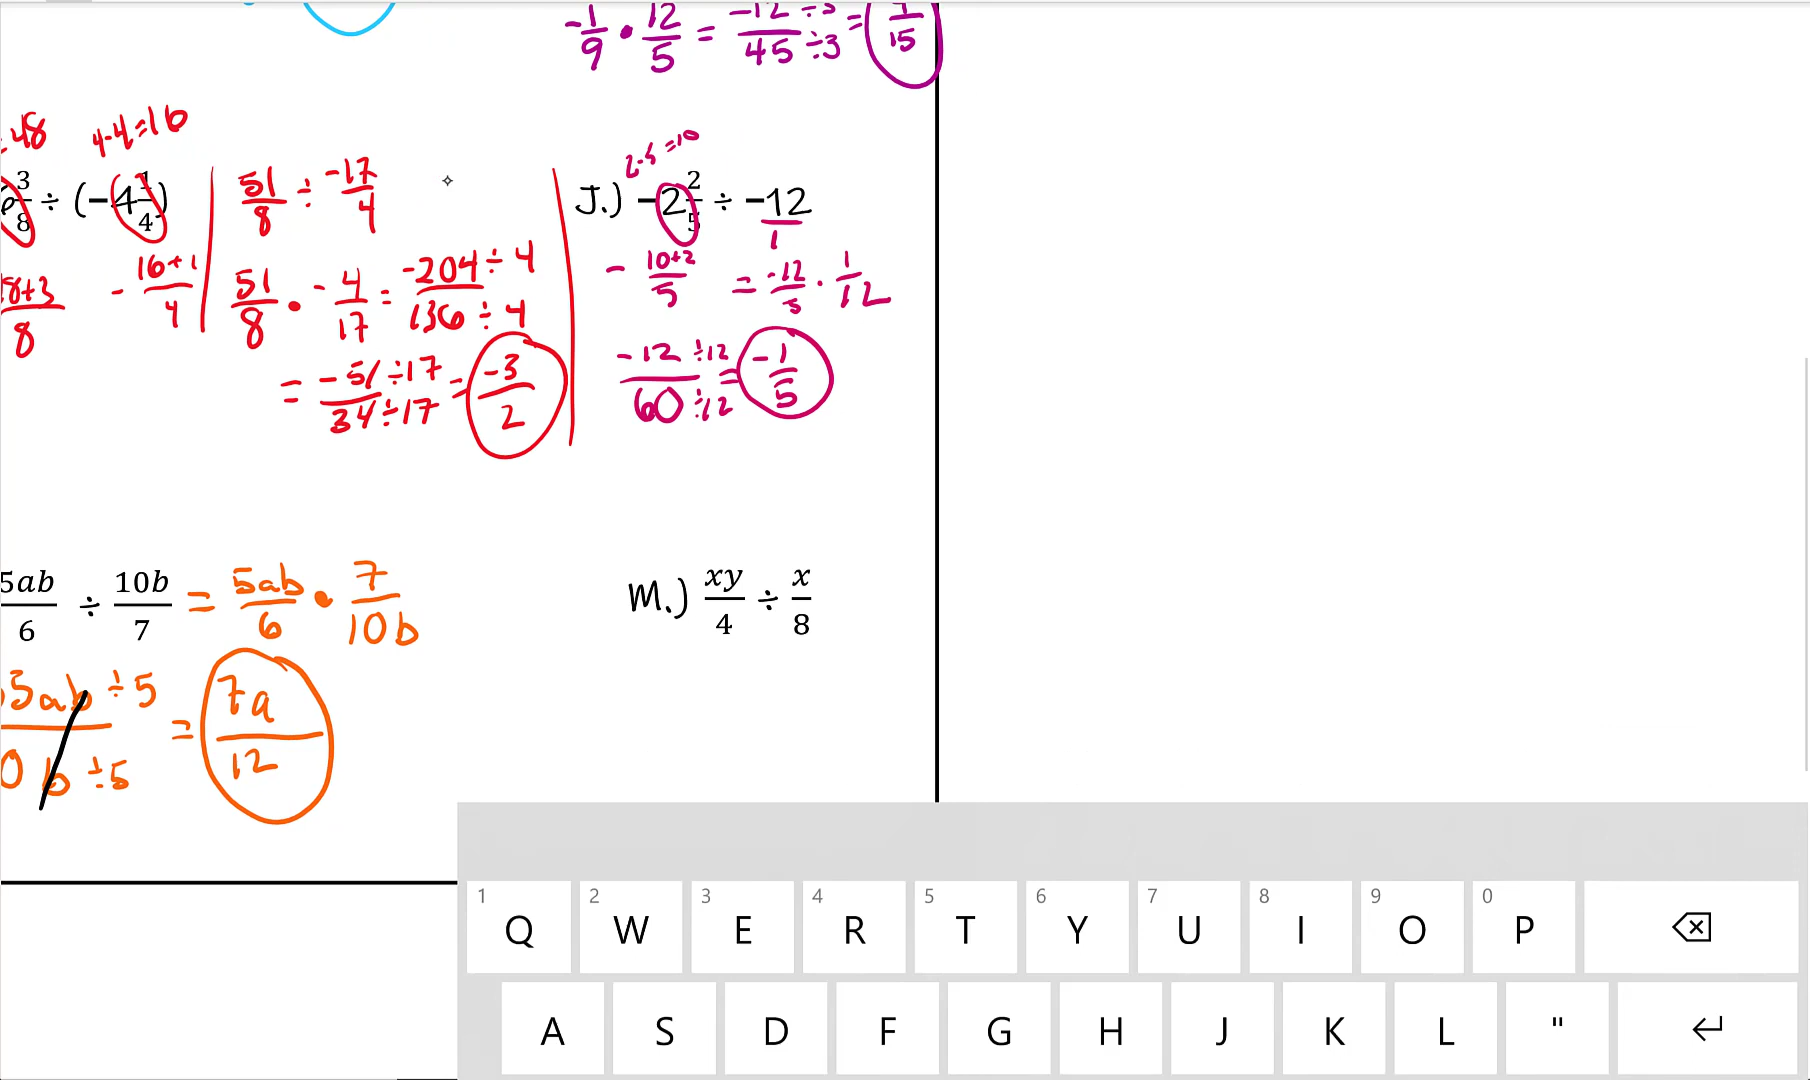 -1/9 • 12/5 = -12 ÷3/45 ÷3 = /15
=48 4·4=16
3/8 ÷ (−4 1/4)
51/8 ÷ -17/4
8+3/8 - 16+1/4
51/8 • - 4/17 = -204 ÷ 4/136 ÷ 4
= -51 ÷17/34 ÷17 = -3/2
2·5 =10
J.) −2 2/5 ÷ −12/1
- 10+2/5 = -12/5 · 1/12
-12 ÷12/60 ÷12 = -1/5
5ab/6 ÷ 10b/7 = 5ab/6 • 7/10b
5ab ÷5/0 b ÷5 = 7a/12
M.) xy/4 ÷ x/8
1 2 3 4 5 6 7 8 9 0
Q W E R T Y U I O P
A S D F G H J K L "